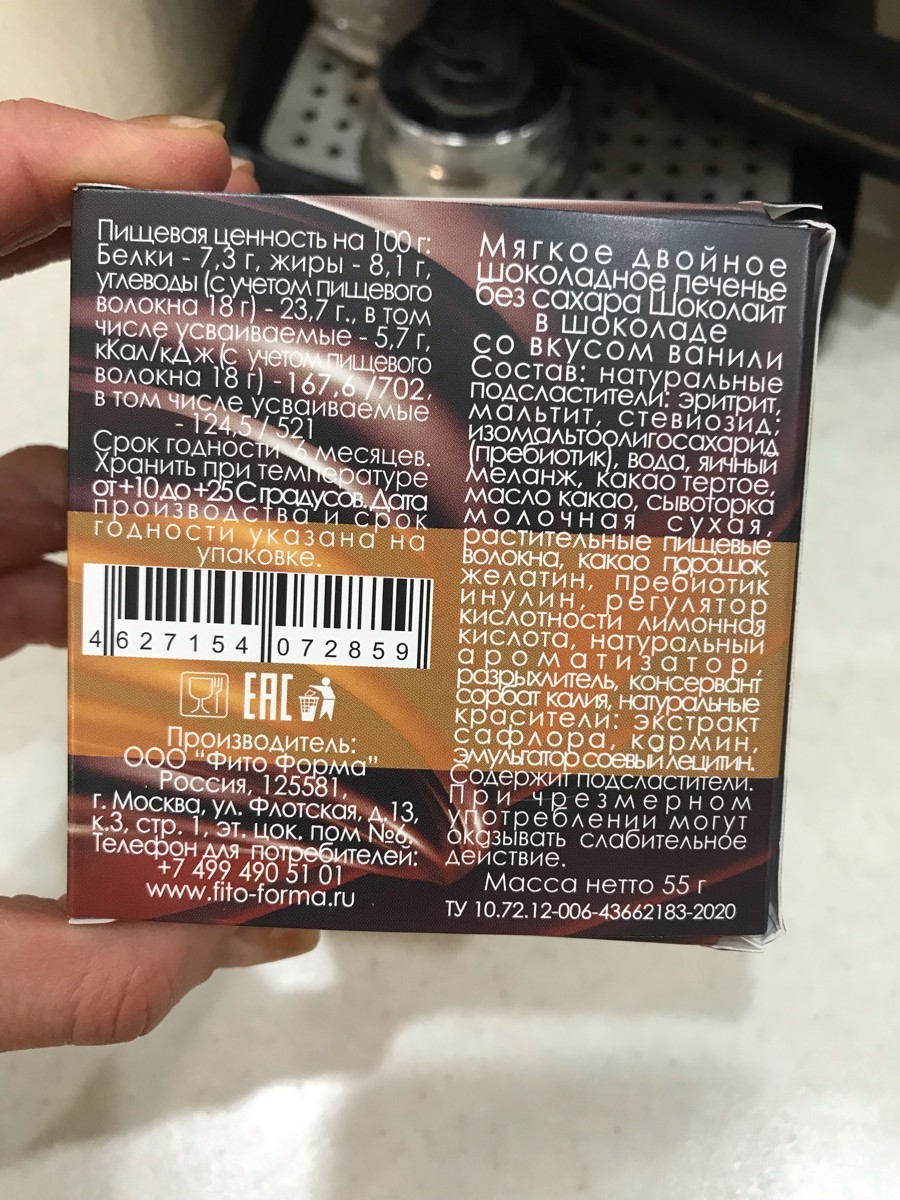 Пищевая ценность на 100 г:
Белки - 7,3 г, жиры - 8,1 г,
углеводы (с учетом пищевого
волокна 18 г) - 23,7 г., в том
числе усваиваемые - 5,7 г,
кКал/кДж (с учетом пищевого
волокна 18 г) - 167,6 /702,
в том числе усваиваемые
- 124,5 / 521
Срок годности 6 месяцев.
Хранить при температуре
от +10 до +25 С градусов. Дата
производства и срок
годности указана на
упаковке.
4 627154 072859
EAC
Производитель:
ООО "Фито Форма"
Россия, 125581,
г. Москва, ул. Флотская, д.13,
к.3, стр. 1, эт. цок. пом №6.
Телефон для потребителей:
+7 499 490 51 01
www.fito-forma.ru
Мягкое двойное
шоколадное печенье
без сахара Шоколайт
в шоколаде
со вкусом ванили
Состав: натуральные
подсластители: эритрит,
мальтит, стевиозид;
изомальтоолигосахарид
(пребиотик), вода, яичный
меланж, какао тертое,
масло какао, сыворотка
молочная сухая,
растительные пищевые
волокна, какао порошок,
желатин, пребиотик
инулин, регулятор
кислотности лимонная
кислота, натуральный
ароматизатор,
разрыхлитель, консервант
сорбат калия, натуральные
красители: экстракт
сафлора, кармин,
эмульгатор соевый лецитин.
Содержит подсластители.
При чрезмерном
употреблении могут
оказывать слабительное
действие.
Масса нетто 55 г
ТУ 10.72.12-006-43662183-2020